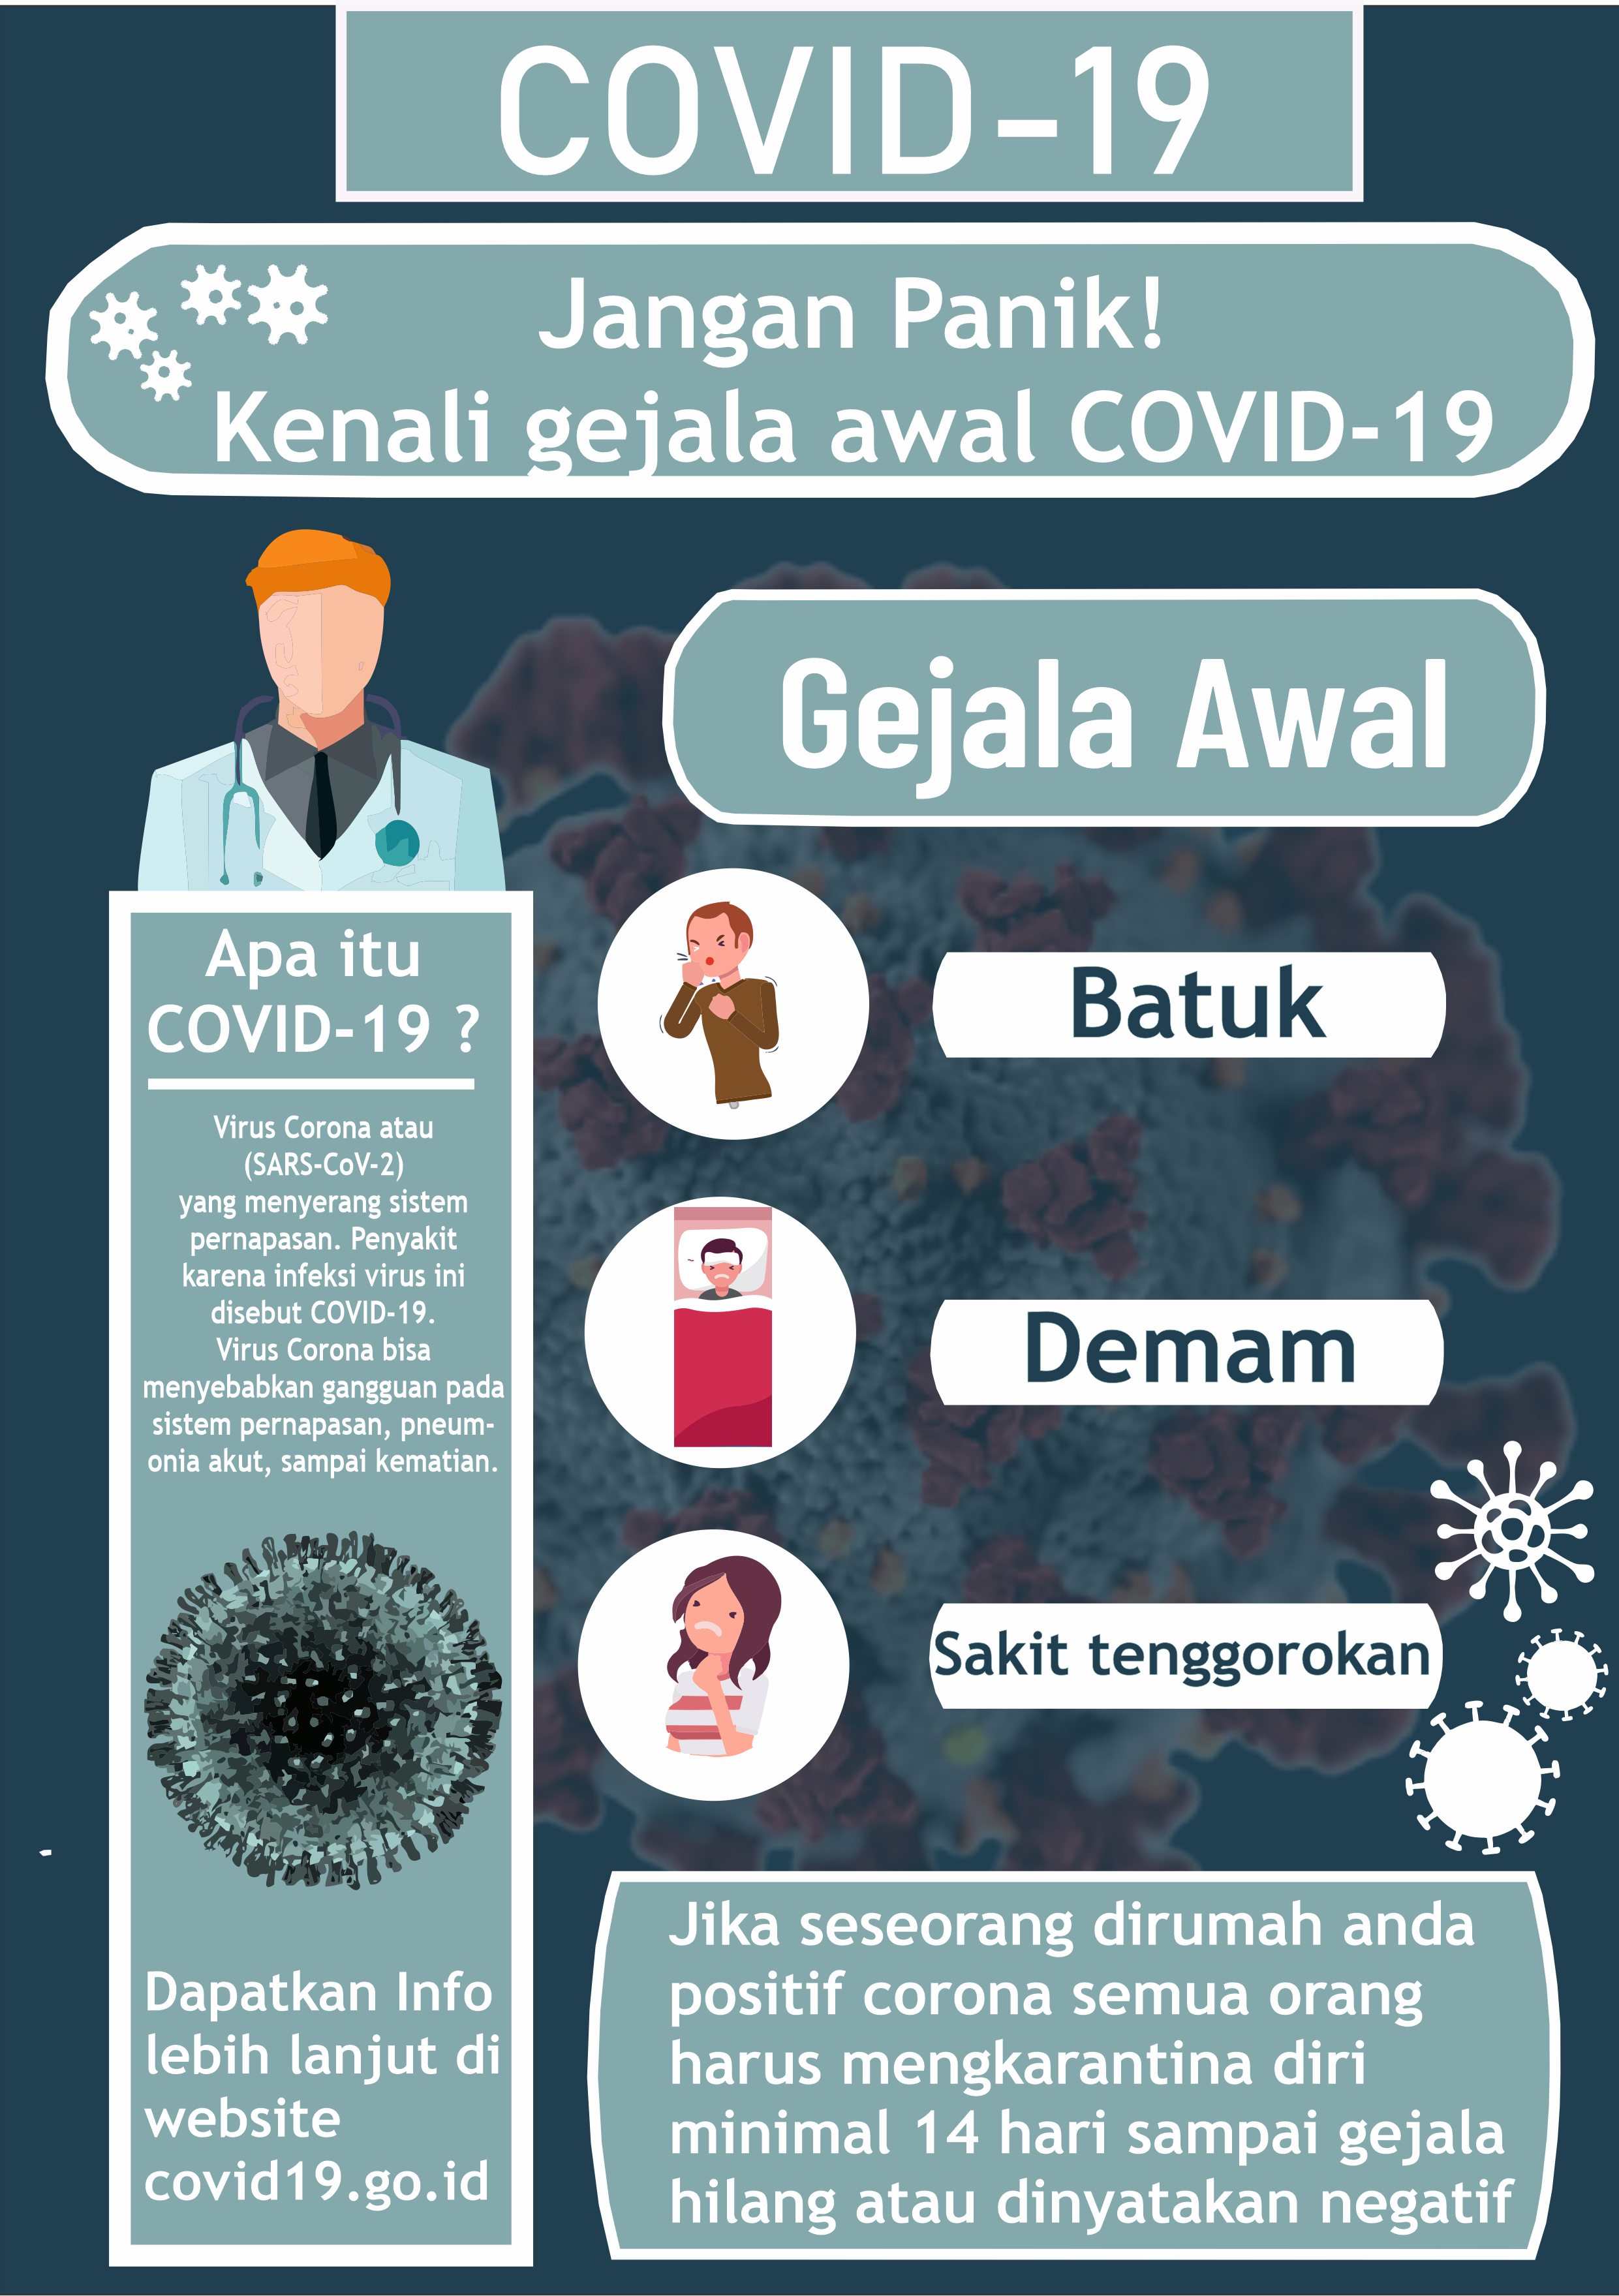 COVID-19
Jangan Panik!
Kenali gejala awal COVID-19
Apa itu
COVID-19 ?
Virus Corona atau
(SARS-CoV-2)
yang menyerang sistem
pernapasan. Penyakit
karena infeksi virus ini
disebut COVID-19.
Virus Corona bisa
menyebabkan gangguan pada
sistem pernapasan, pneum-
onia akut, sampai kematian.
Dapatkan Info
lebih lanjut di
website
covid19.go.id
Gejala Awal
Batuk
Demam
Sakit tenggorokan
Jika seseorang dirumah anda
positif corona semua orang
harus mengkarantina diri
minimal 14 hari sampai gejala
hilang atau dinyatakan negatif